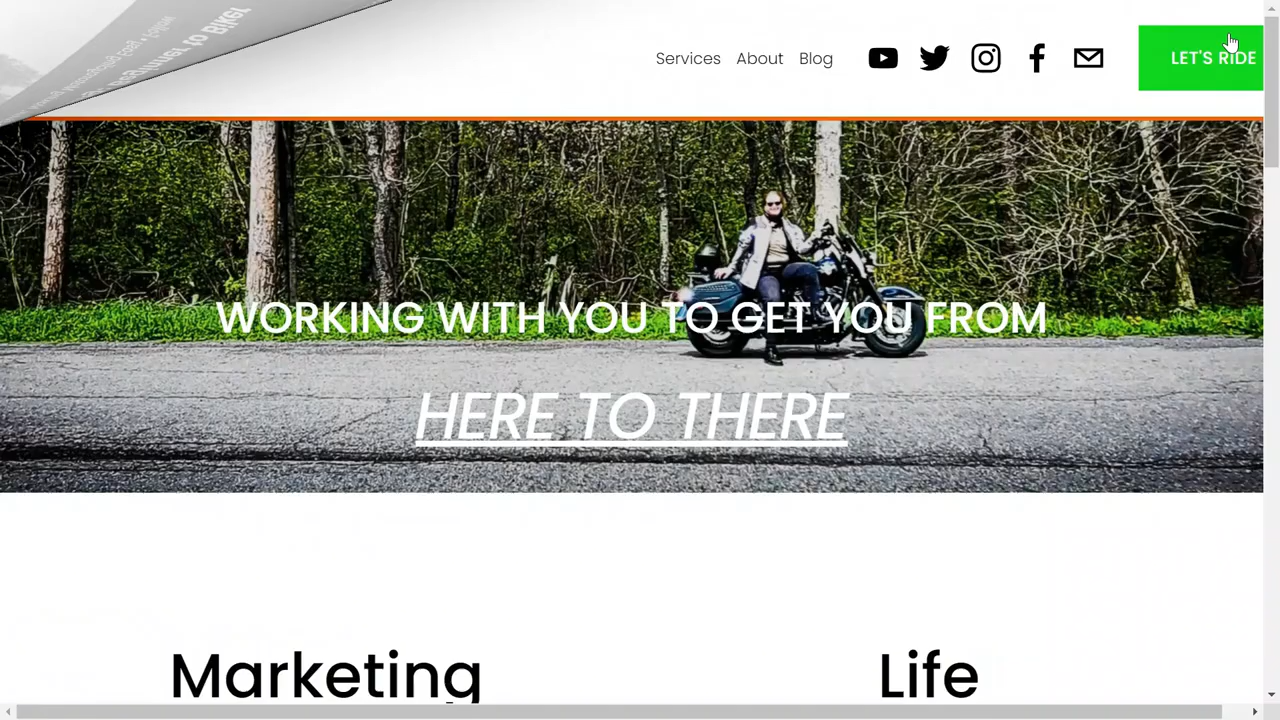 Services About Blog LET'S RIDE
WORKING WITH YOU TO GET YOU FROM
HERE TO THERE
Marketing Life